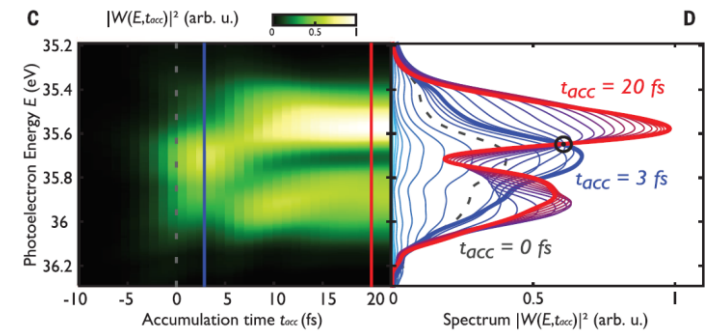 C |W(E,tacc)|² (arb. u.) D
0 0.5 1
Photoelectron Energy E (eV)
35.2
35.4
35.6
35.8
36
36.2
-10 -5 0 5 10 15 20
Accumulation time tacc (fs)
tacc = 20 fs
tacc = 3 fs
tacc = 0 fs
0 0.5 1
Spectrum |W(E,tacc)|² (arb. u.)